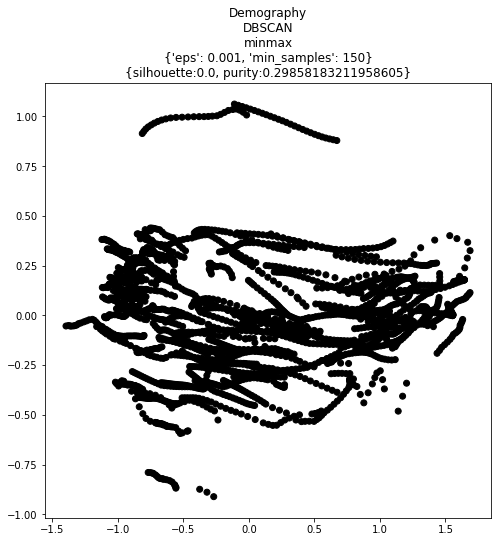 Demography
DBSCAN
minmax
{'eps': 0.001, 'min_samples': 150}
{silhouette:0.0, purity:0.29858183211958605}
1.00
0.75
0.50
0.25
0.00
−0.25
−0.50
−0.75
−1.00
−1.5 −1.0 −0.5 0.0 0.5 1.0 1.5